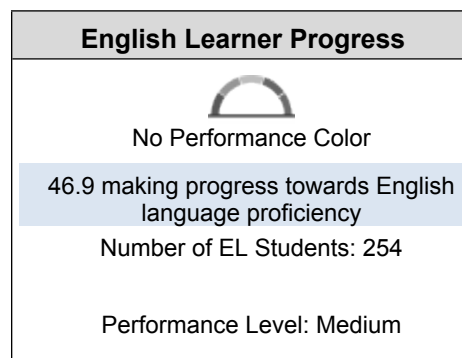 English Learner Progress
No Performance Color
46.9 making progress towards English
language proficiency
Number of EL Students: 254
Performance Level: Medium